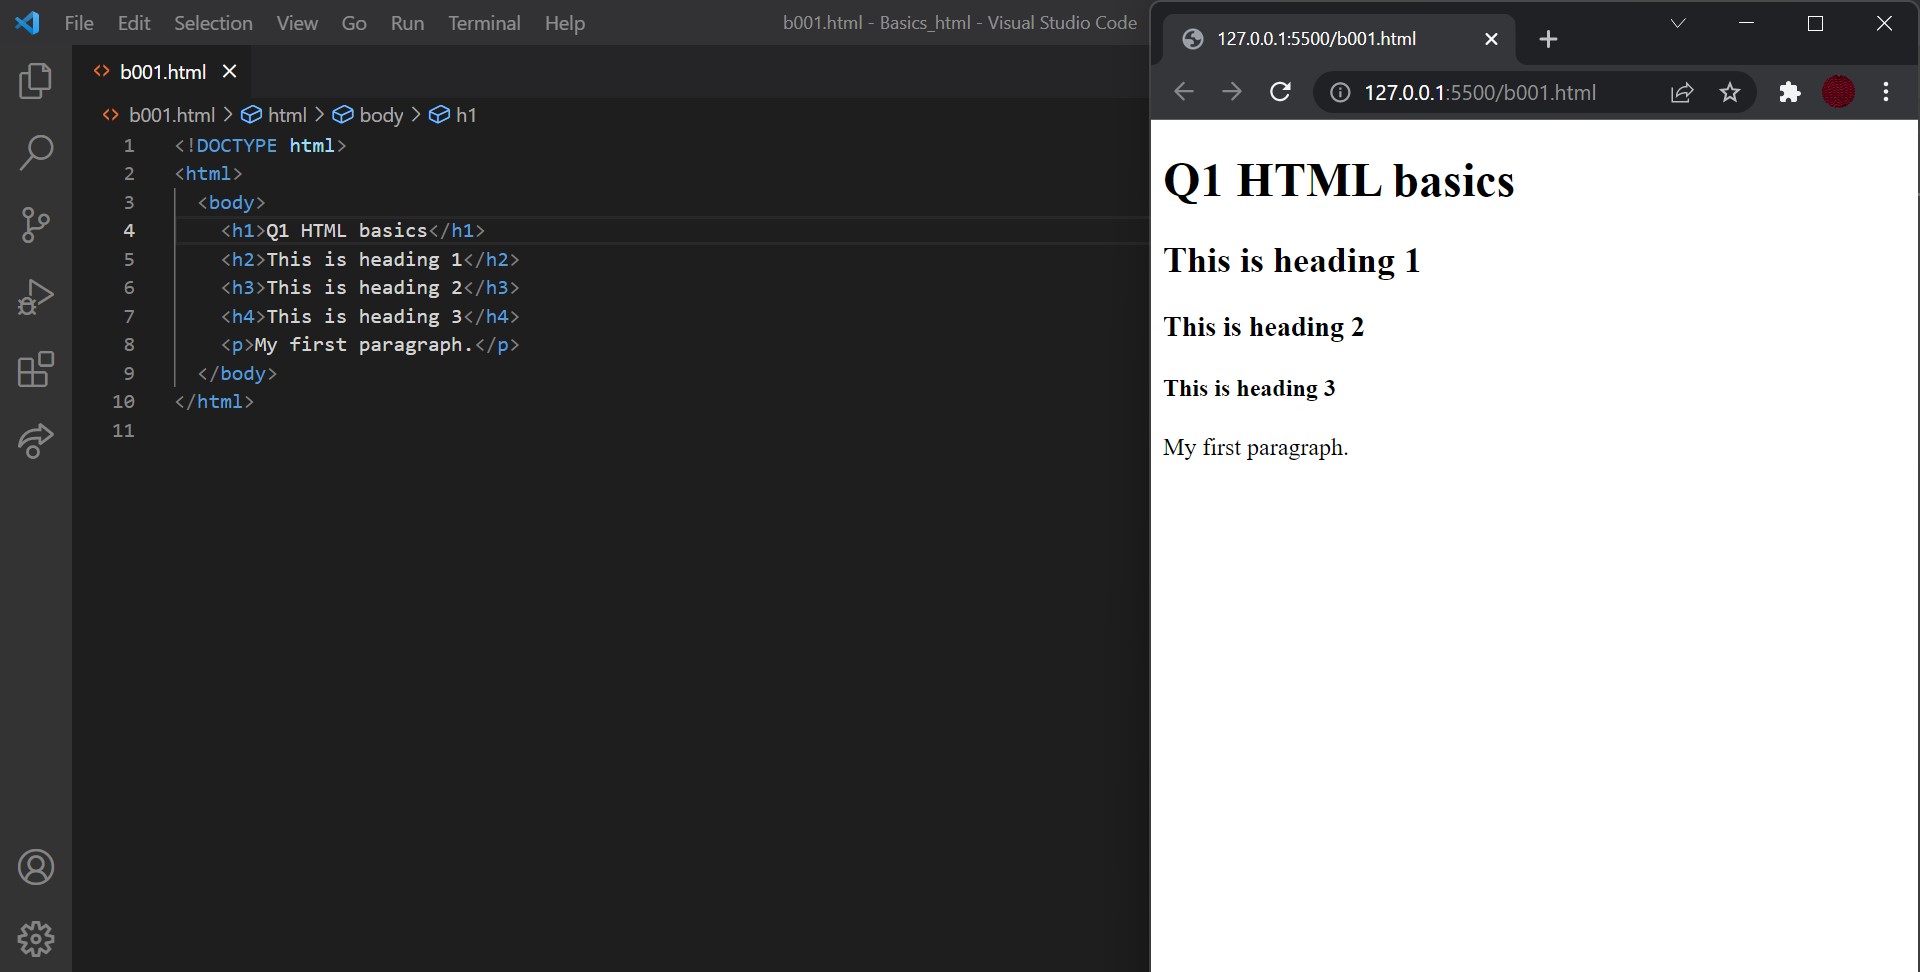 File Edit Selection View Go Run Terminal Help
b001.html - Basics_html - Visual Studio Code
b001.html
b001.html > html > body > h1
1 <!DOCTYPE html>
2 <html>
3 <body>
4 <h1>Q1 HTML basics</h1>
5 <h2>This is heading 1</h2>
6 <h3>This is heading 2</h3>
7 <h4>This is heading 3</h4>
8 <p>My first paragraph.</p>
9 </body>
10 </html>
11
127.0.0.1:5500/b001.html
127.0.0.1:5500/b001.html
Q1 HTML basics
This is heading 1
This is heading 2
This is heading 3
My first paragraph.